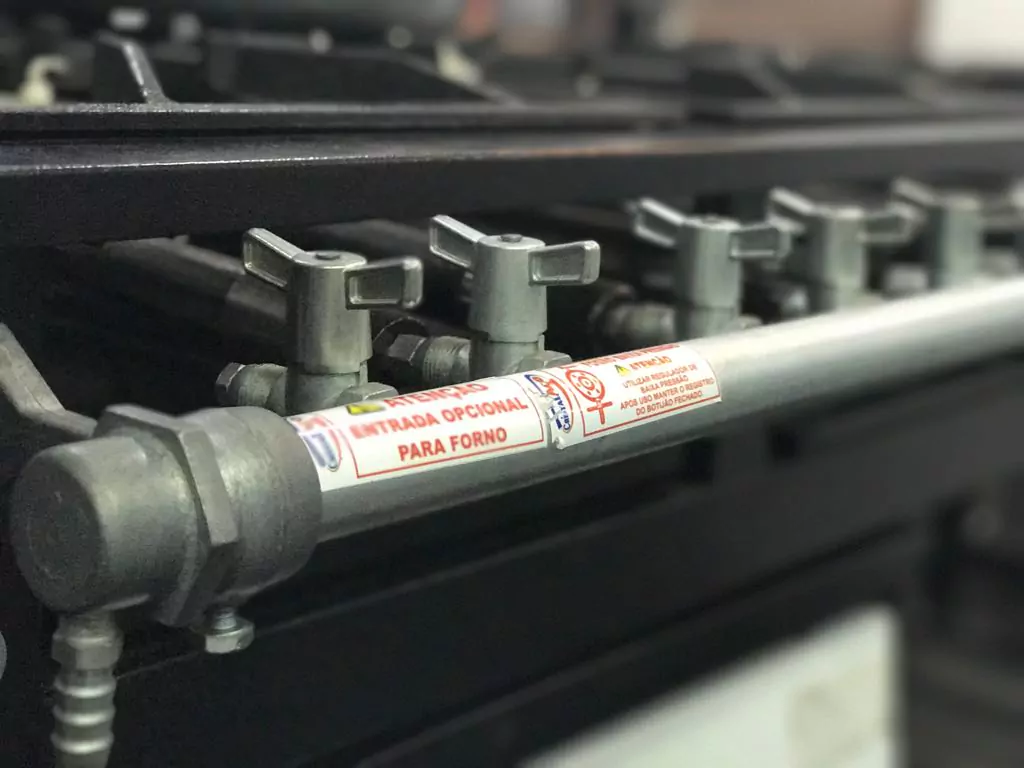 ATENÇÃO
ENTRADA OPCIONAL
PARA FORNO
ATENÇÃO
UTILIZAR REGULADOR DE
BAIXA PRESSÃO
APÓS USO MANTER O REGISTRO
DO BOTIJÃO FECHADO.